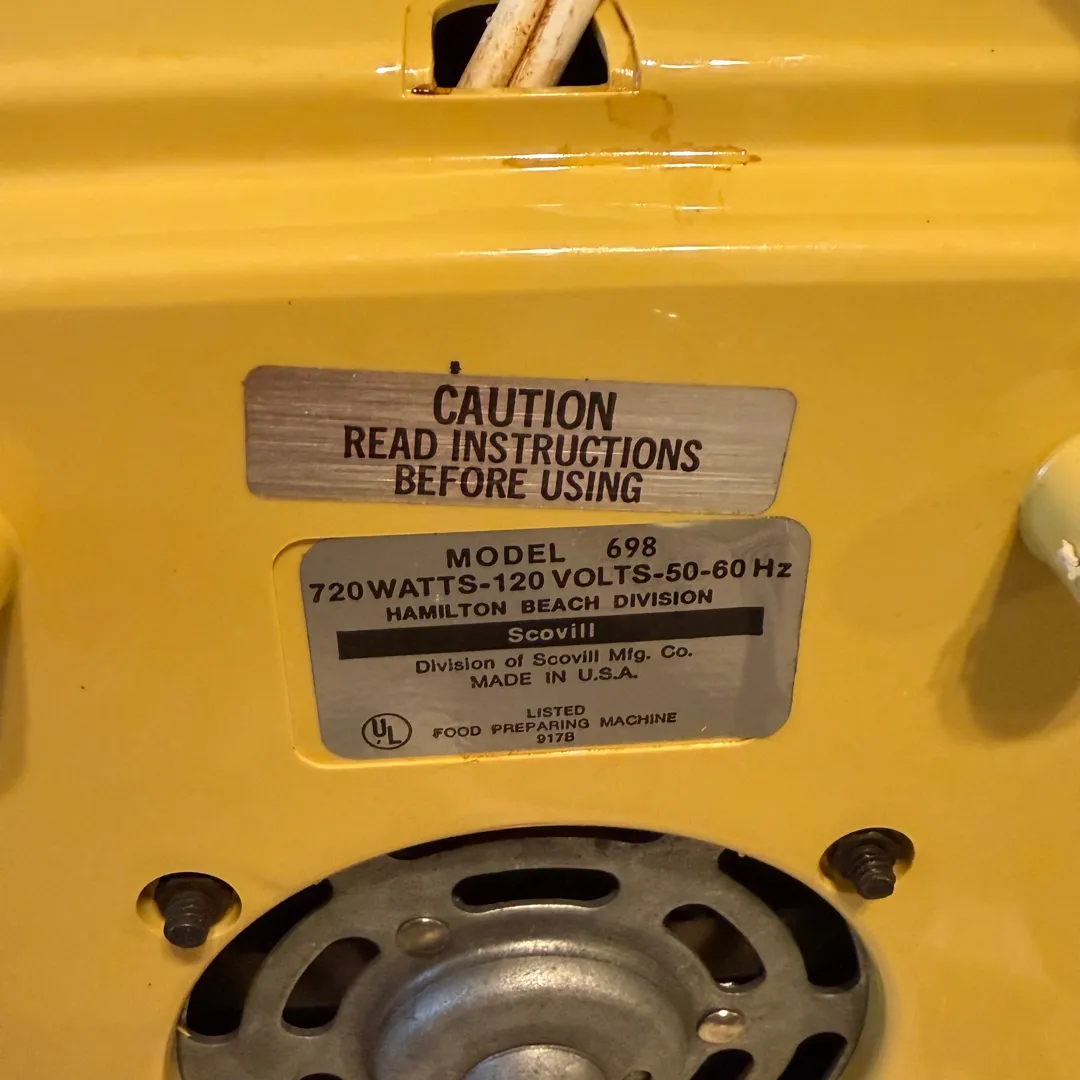 CAUTION
READ INSTRUCTIONS
BEFORE USING
MODEL 698
720 WATTS-120 VOLTS-50-60 Hz
HAMILTON BEACH DIVISION
Scovill
Division of Scovill Mfg. Co.
MADE IN U.S.A.
LISTED
UL FOOD PREPARING MACHINE
917B